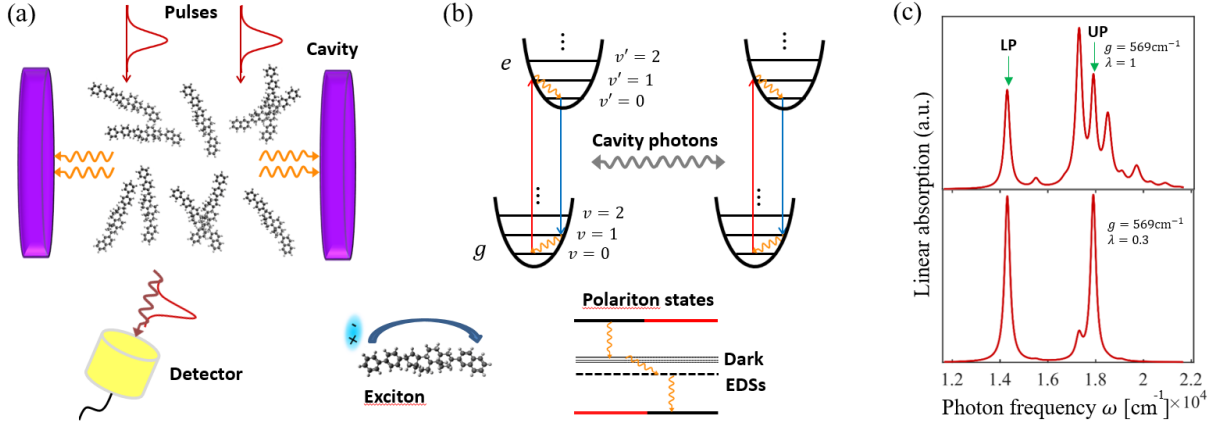 (a)
Pulses
Cavity
Detector
- +
Exciton
(b)
e
⋮
v′ = 2
v′ = 1
v′ = 0
⋮
Cavity photons
⋮
v = 2
v = 1
v = 0
g
⋮
Polariton states
Dark
EDSs
(c)
Linear absorption (a.u.)
LP
UP
g = 569cm⁻¹
λ = 1
g = 569cm⁻¹
λ = 0.3
1.2 1.4 1.6 1.8 2 2.2
×10⁴
Photon frequency ω [cm⁻¹]